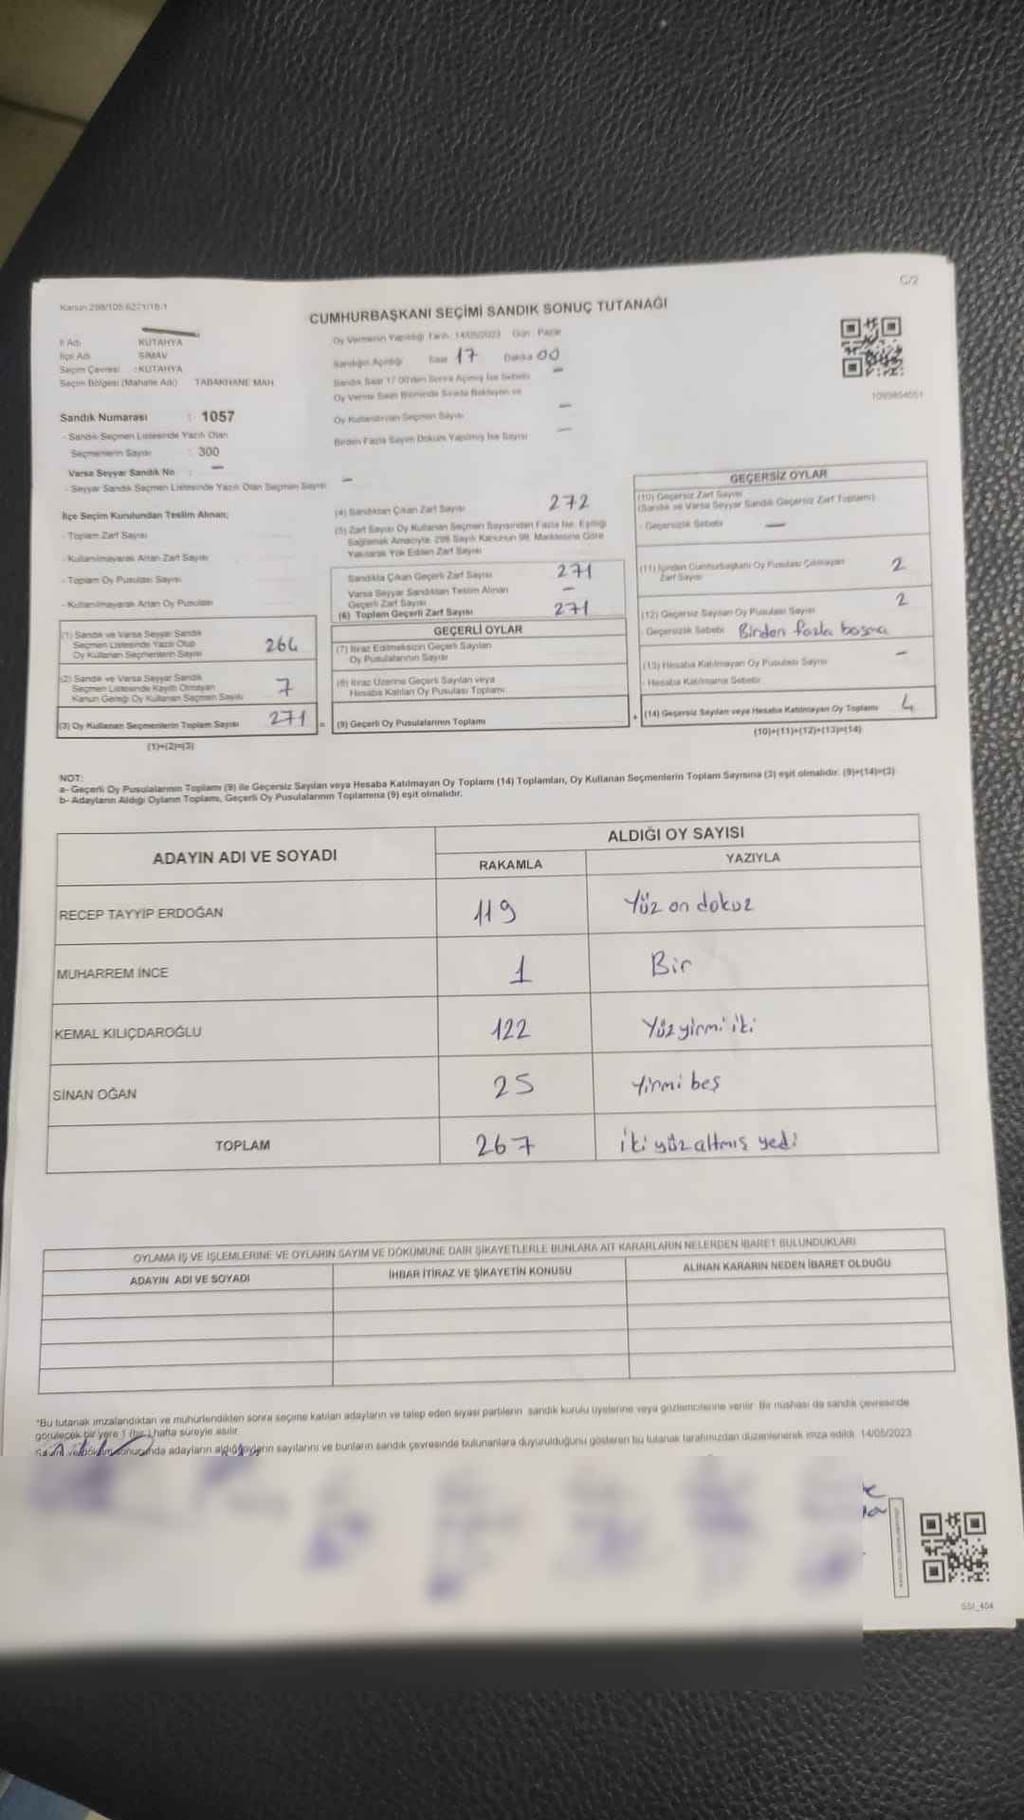 C/2
Kanun 298/105 6271/18-1
CUMHURBAŞKANI SEÇİMİ SANDIK SONUÇ TUTANAĞI
İl Adı : KÜTAHYA
İlçe Adı : SİMAV
Seçim Çevresi : KÜTAHYA
Seçim Bölgesi (Mahalle Adı) TABAKHANE MAH.
Oy Vermenin Yapıldığı Tarih: 14/05/2023 Gün: Pazar
Sandığın Açıldığı Saat 17 Dakika 00
Sandık Saat 17:00'den Sonra Açılmış İse Sebebi
Oy Verme Saati Bitiminde Sırada Bekleyen ve
Oy Kullandırılan Seçmen Sayısı
Birden Fazla Sayım Döküm Yapılmış İse Sayısı
1093854051
Sandık Numarası : 1057
- Sandık Seçmen Listesinde Yazılı Olan
Seçmenlerin Sayısı : 300
Varsa Seyyar Sandık No : —
- Seyyar Sandık Seçmen Listesinde Yazılı Olan Seçmen Sayısı —
İlçe Seçim Kurulundan Teslim Alınan;
- Toplam Zarf Sayısı
- Kullanılmayarak Artan Zarf Sayısı
- Toplam Oy Pusulası Sayısı
- Kullanılmayarak Artan Oy Pusulası
(4) Sandıktan Çıkan Zarf Sayısı 272
(5) Zarf Sayısı Oy Kullanan Seçmen Sayısından Fazla İse, Eşitliği
Sağlamak Amacıyla, 298 Sayılı Kanunun 98. Maddesine Göre
Yakılarak Yok Edilen Zarf Sayısı
Sandıkta Çıkan Geçerli Zarf Sayısı 271
Varsa Seyyar Sandıktan Teslim Alınan
Geçerli Zarf Sayısı —
(6) Toplam Geçerli Zarf Sayısı 271
GEÇERSİZ OYLAR
(10) Geçersiz Zarf Sayısı
(Sandık ve Varsa Seyyar Sandık Geçersiz Zarf Toplamı)
- Geçersizlik Sebebi —
(11) İçinden Cumhurbaşkanı Oy Pusulası Çıkmayan
Zarf Sayısı 2
(12) Geçersiz Sayılan Oy Pusulası Sayısı 2
- Geçersizlik Sebebi Birden fazla basma
(13) Hesaba Katılmayan Oy Pusulası Sayısı —
- Hesaba Katılmama Sebebi
(14) Geçersiz Sayılan veya Hesaba Katılmayan Oy Toplamı 4
(10)+(11)+(12)+(13)=(14)
(1) Sandık ve Varsa Seyyar Sandık
Seçmen Listesinde Yazılı Olup
Oy Kullanan Seçmenlerin Sayısı 264
(2) Sandık ve Varsa Seyyar Sandık
Seçmen Listesinde Kayıtlı Olmayan
Kanun Gereği Oy Kullanan Seçmen Sayısı 7
(3) Oy Kullanan Seçmenlerin Toplam Sayısı 271 =
(1)+(2)=(3)
GEÇERLİ OYLAR
(7) İtiraz Edilmeksizin Geçerli Sayılan
Oy Pusulalarının Sayısı
(8) İtiraz Üzerine Geçerli Sayılan veya
Hesaba Katılan Oy Pusulası Toplamı
(9) Geçerli Oy Pusulalarının Toplamı +
NOT:
a- Geçerli Oy Pusulalarının Toplamı (9) ile Geçersiz Sayılan veya Hesaba Katılmayan Oy Toplamı (14) Toplamları, Oy Kullanan Seçmenlerin Toplam Sayısına (3) eşit olmalıdır. (9)+(14)=(3)
b- Adayların Aldığı Oyların Toplamı, Geçerli Oy Pusulalarının Toplamına (9) eşit olmalıdır.
ADAYIN ADI VE SOYADI
ALDIĞI OY SAYISI
RAKAMLA YAZIYLA
RECEP TAYYİP ERDOĞAN 119 Yüz on dokuz
MUHARREM İNCE 1 Bir
KEMAL KILIÇDAROĞLU 122 Yüz yirmi iki
SİNAN OĞAN 25 Yirmi beş
TOPLAM 267 İki yüz altmış yedi
OYLAMA İŞ VE İŞLEMLERİNE VE OYLARIN SAYIM VE DÖKÜMÜNE DAİR ŞİKAYETLERLE BUNLARA AİT KARARLARIN NELERDEN İBARET BULUNDUKLARI
ADAYIN ADI VE SOYADI İHBAR İTİRAZ VE ŞİKAYETİN KONUSU ALINAN KARARIN NEDEN İBARET OLDUĞU
*Bu tutanak imzalandıktan ve mühürlendikten sonra seçime katılan adayların ve talep eden siyasi partilerin sandık kurulu üyelerine veya gözlemcilerine verilir. Bir nüshası da sandık çevresinde
görülecek bir yere 1 (bir) hafta süreyle asılır.
Sayım ve döküm sonucunda adayların aldığı oyların sayılarını ve bunların sandık çevresinde bulunanlara duyurulduğunu gösteren bu tutanak tarafımızdan düzenlenerek imza edildi. 14/05/2023